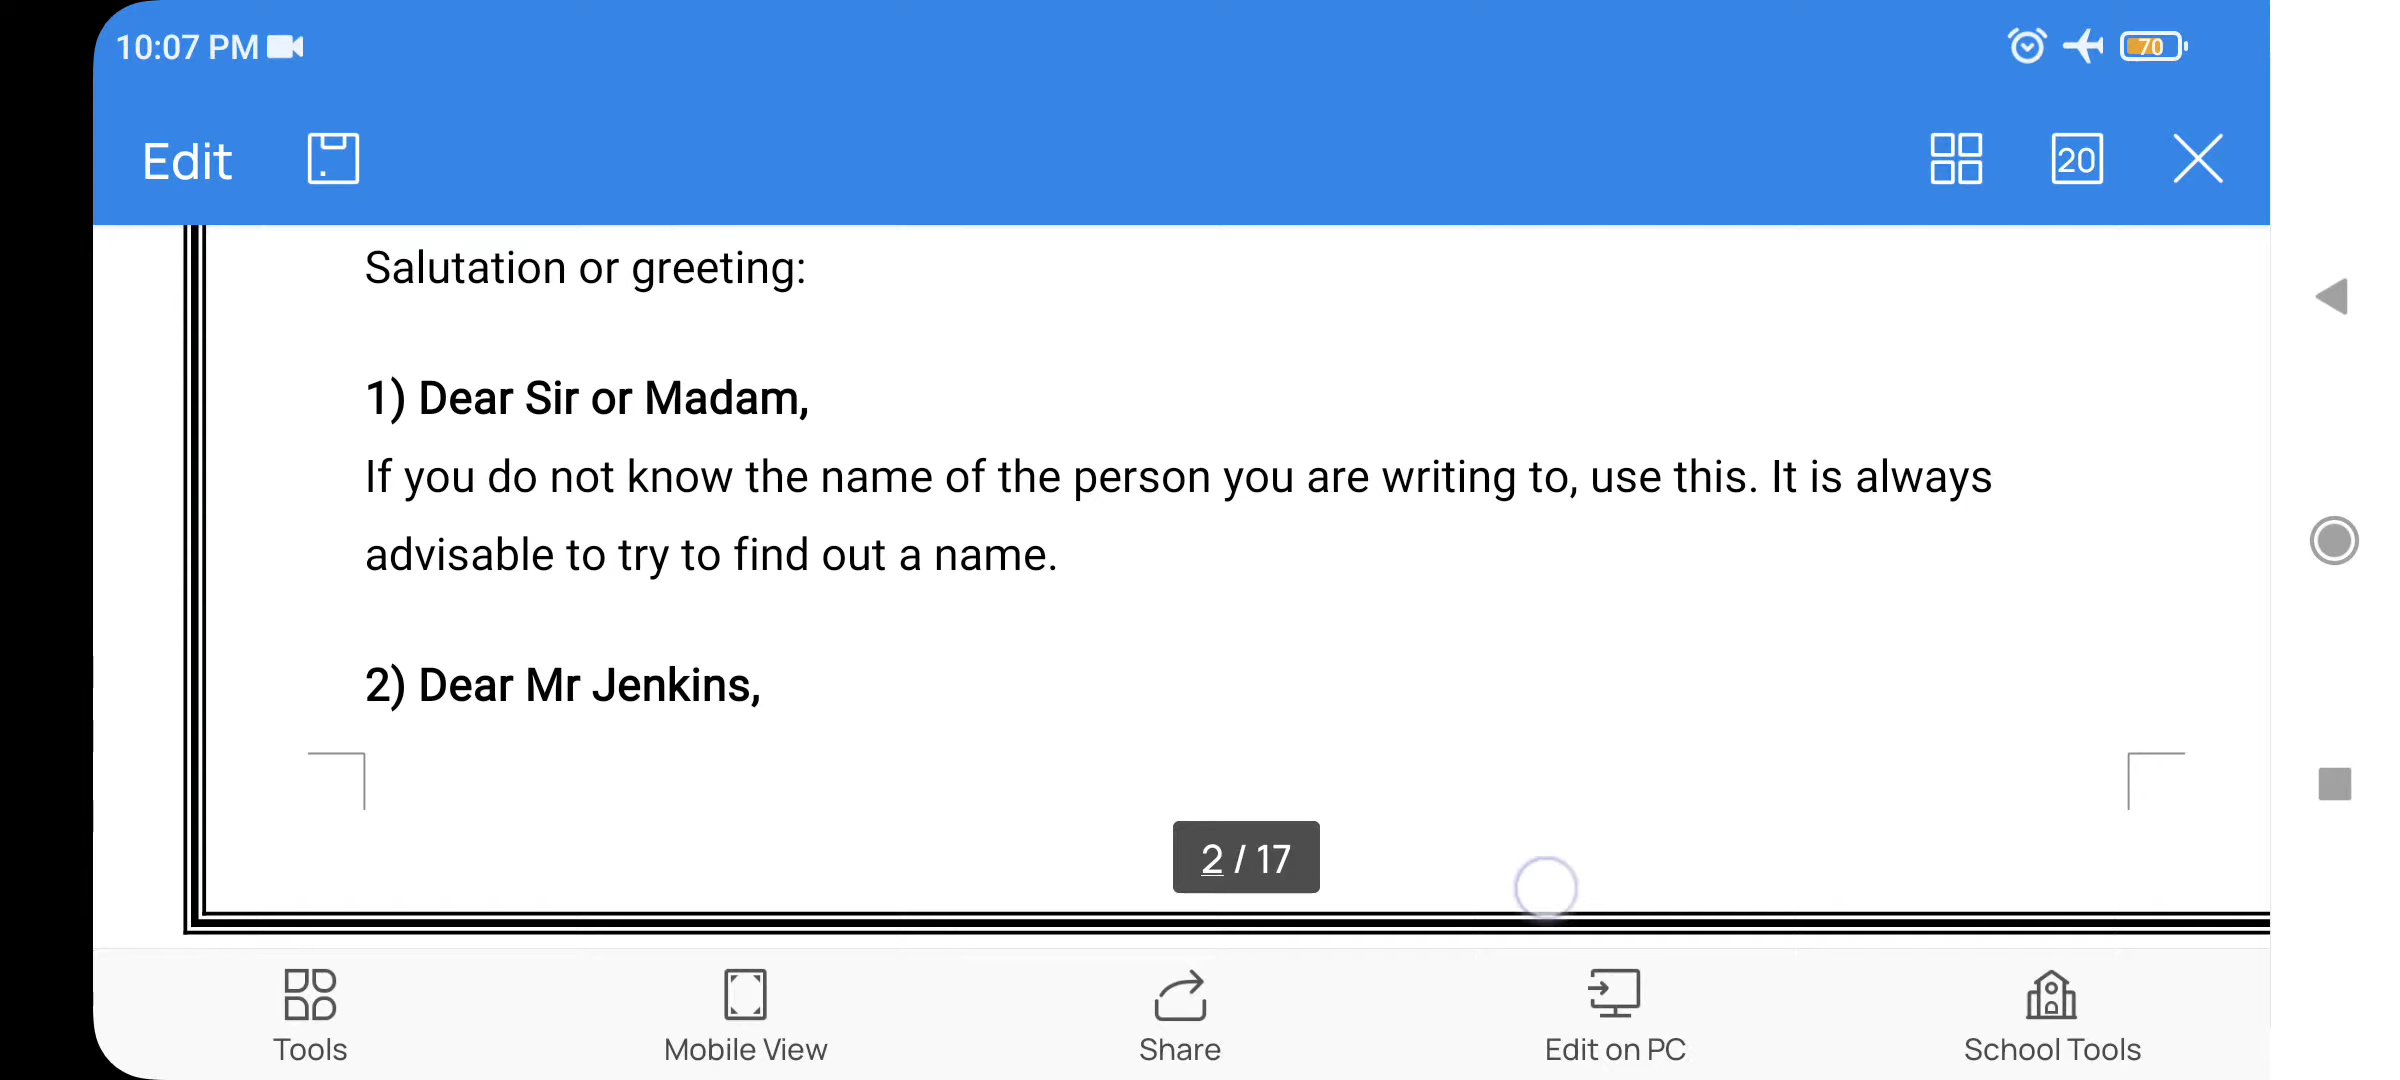 10:07 PM
70
Edit
20
Salutation or greeting:
1) Dear Sir or Madam,
If you do not know the name of the person you are writing to, use this. It is always
advisable to try to find out a name.
2) Dear Mr Jenkins,
2 / 17
Tools
Mobile View
Share
Edit on PC
School Tools